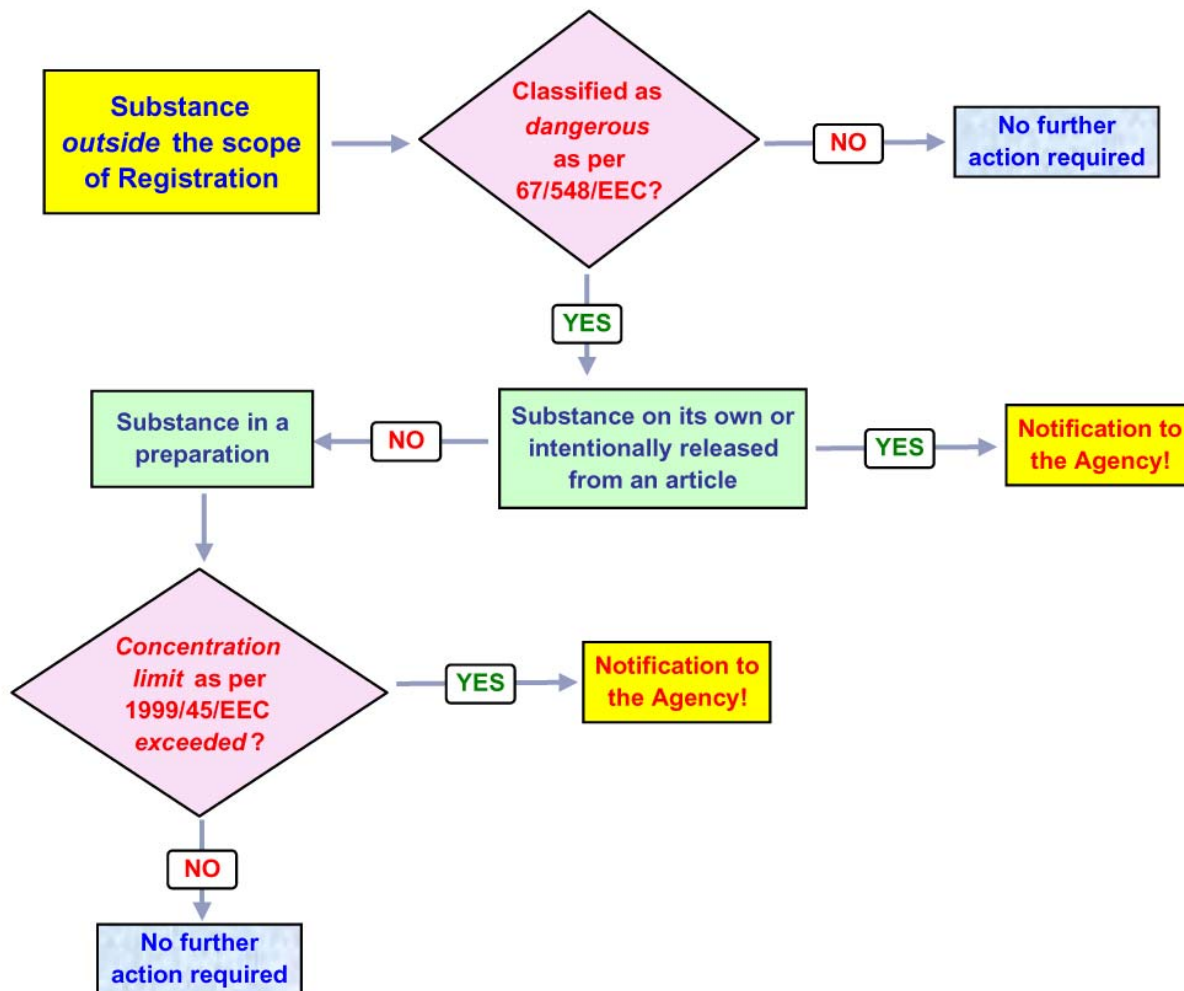 Substance
outside the scope
of Registration
Classified as
dangerous
as per
67/548/EEC?
NO
No further
action required
YES
Substance in a
preparation
NO
Substance on its own or
intentionally released
from an article
YES
Notification to
the Agency!
Concentration
limit as per
1999/45/EEC
exceeded?
YES
Notification to
the Agency!
NO
No further
action required